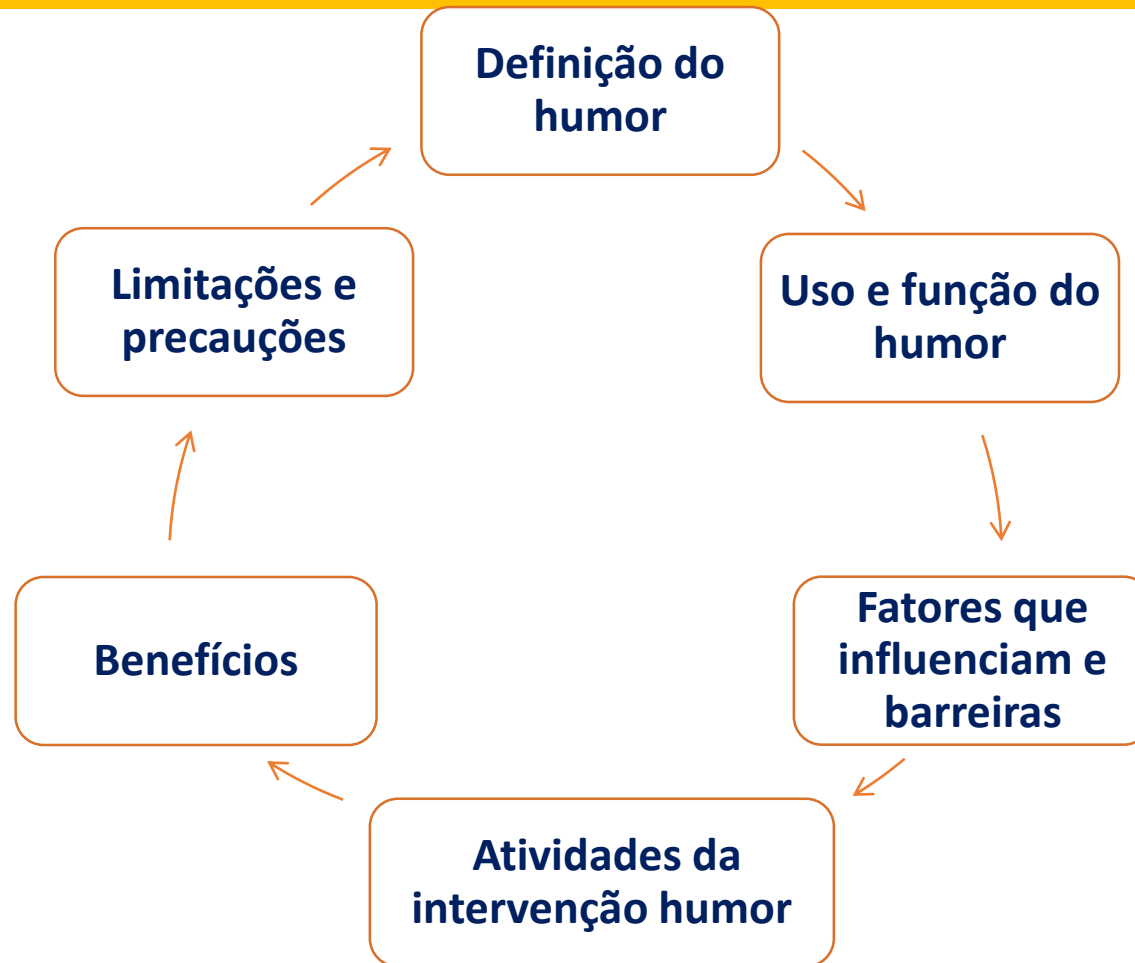 Definição do
humor
Uso e função do
humor
Fatores que
influenciam e
barreiras
Atividades da
intervenção humor
Benefícios
Limitações e
precauções